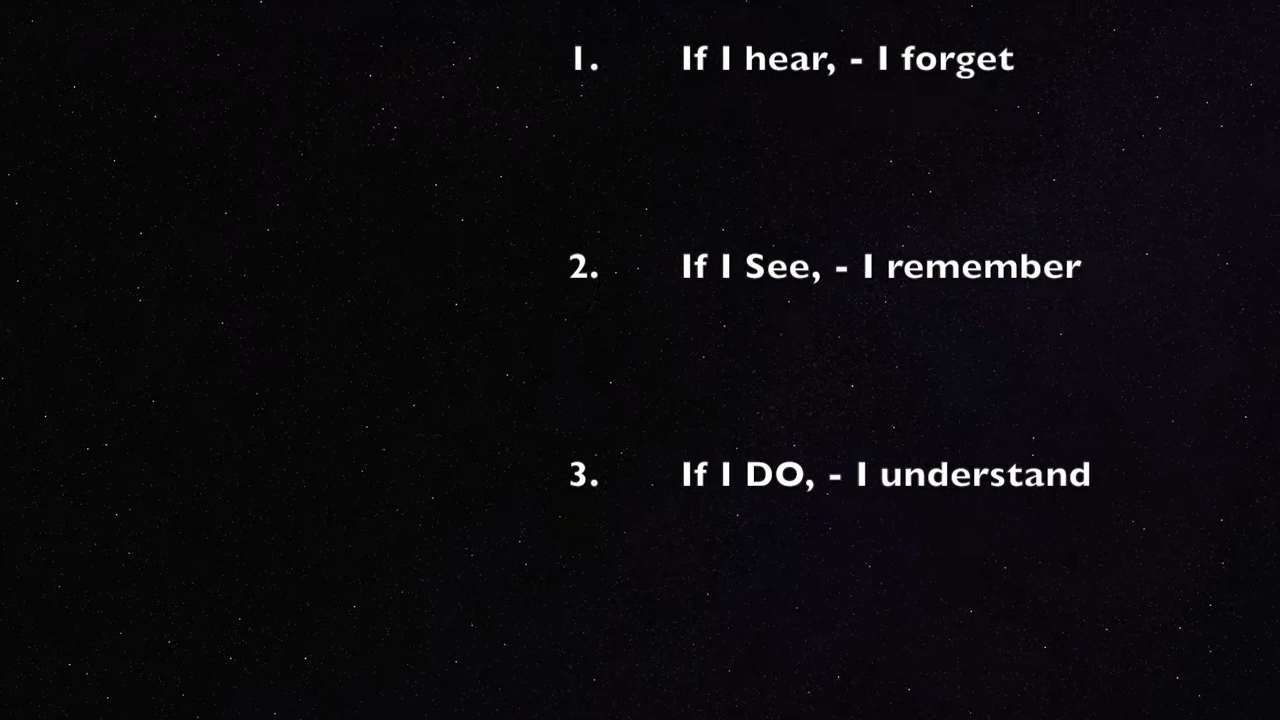 1. If I hear, - I forget
2. If I See, - I remember
3. If I DO, - I understand